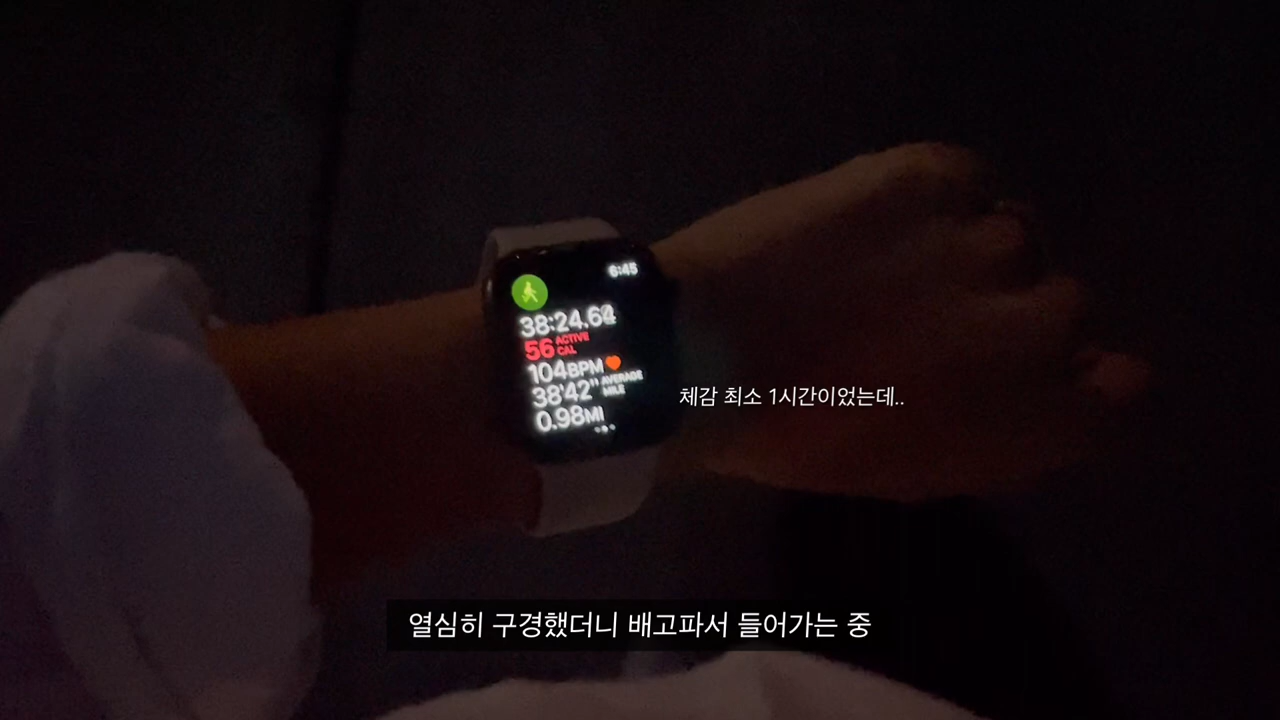 6:45
38:24.64
56 ACTIVE CAL
104BPM
38'42" AVERAGE MILE
0.98MI
체감 최소 1시간이었는데..
열심히 구경했더니 배고파서 들어가는 중